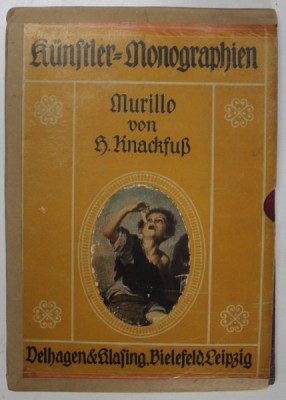 Künstler=Monographien
Murillo
von
H. Knackfuß
Velhagen & Klasing, Bielefeld, Leipzig